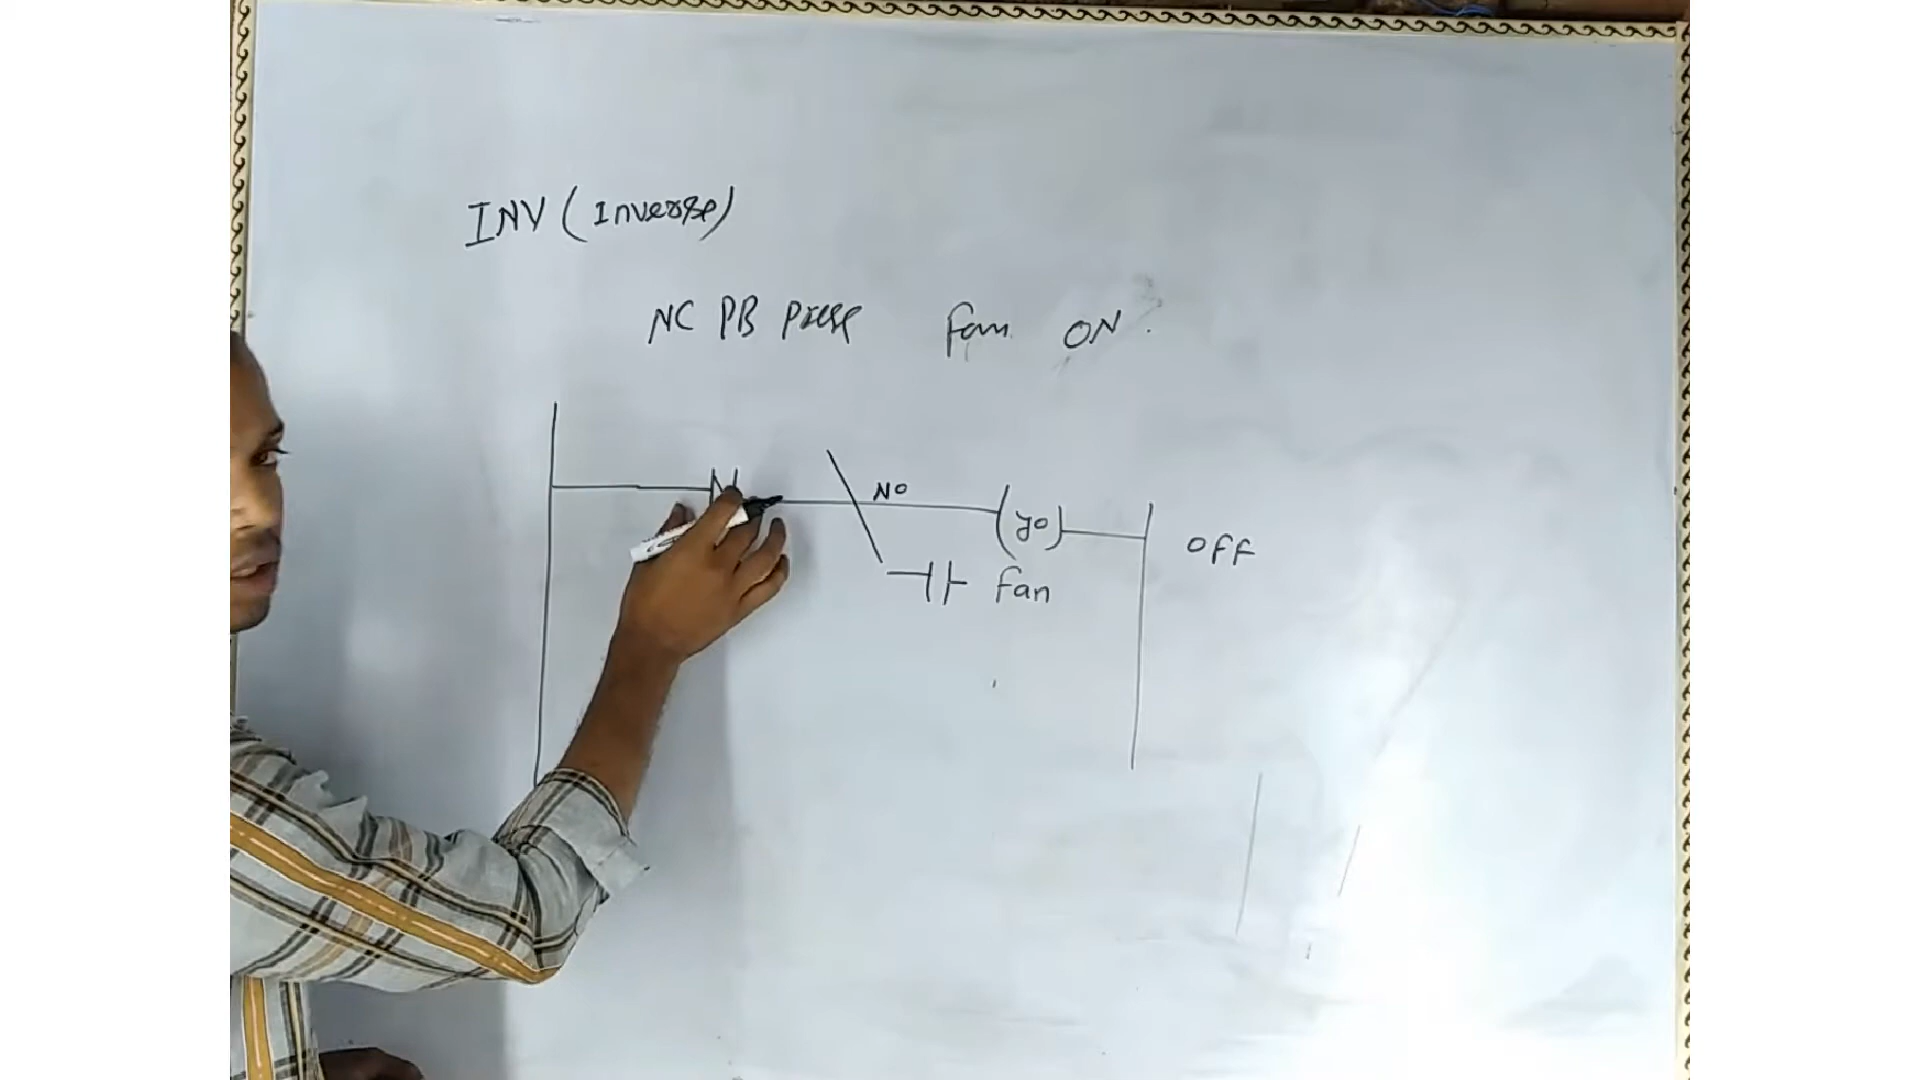 INV (Inverse)
NC PB press Fan ON
NO
(y0) OFF
Fan